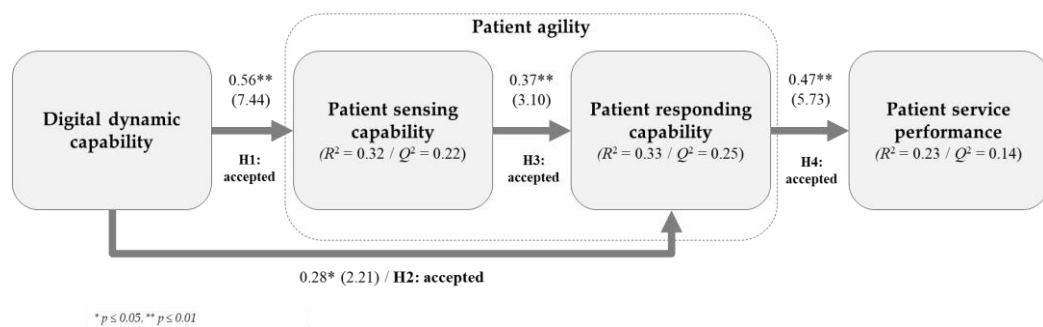 Patient agility
0.56**
(7.44)
0.37**
(3.10)
0.47**
(5.73)
Digital dynamic
capability
Patient sensing
capability
(R² = 0.32 / Q² = 0.22)
Patient responding
capability
(R² = 0.33 / Q² = 0.25)
Patient service
performance
(R² = 0.23 / Q² = 0.14)
H1:
accepted
H3:
accepted
H4:
accepted
0.28* (2.21) / H2: accepted
* p ≤ 0.05, ** p ≤ 0.01